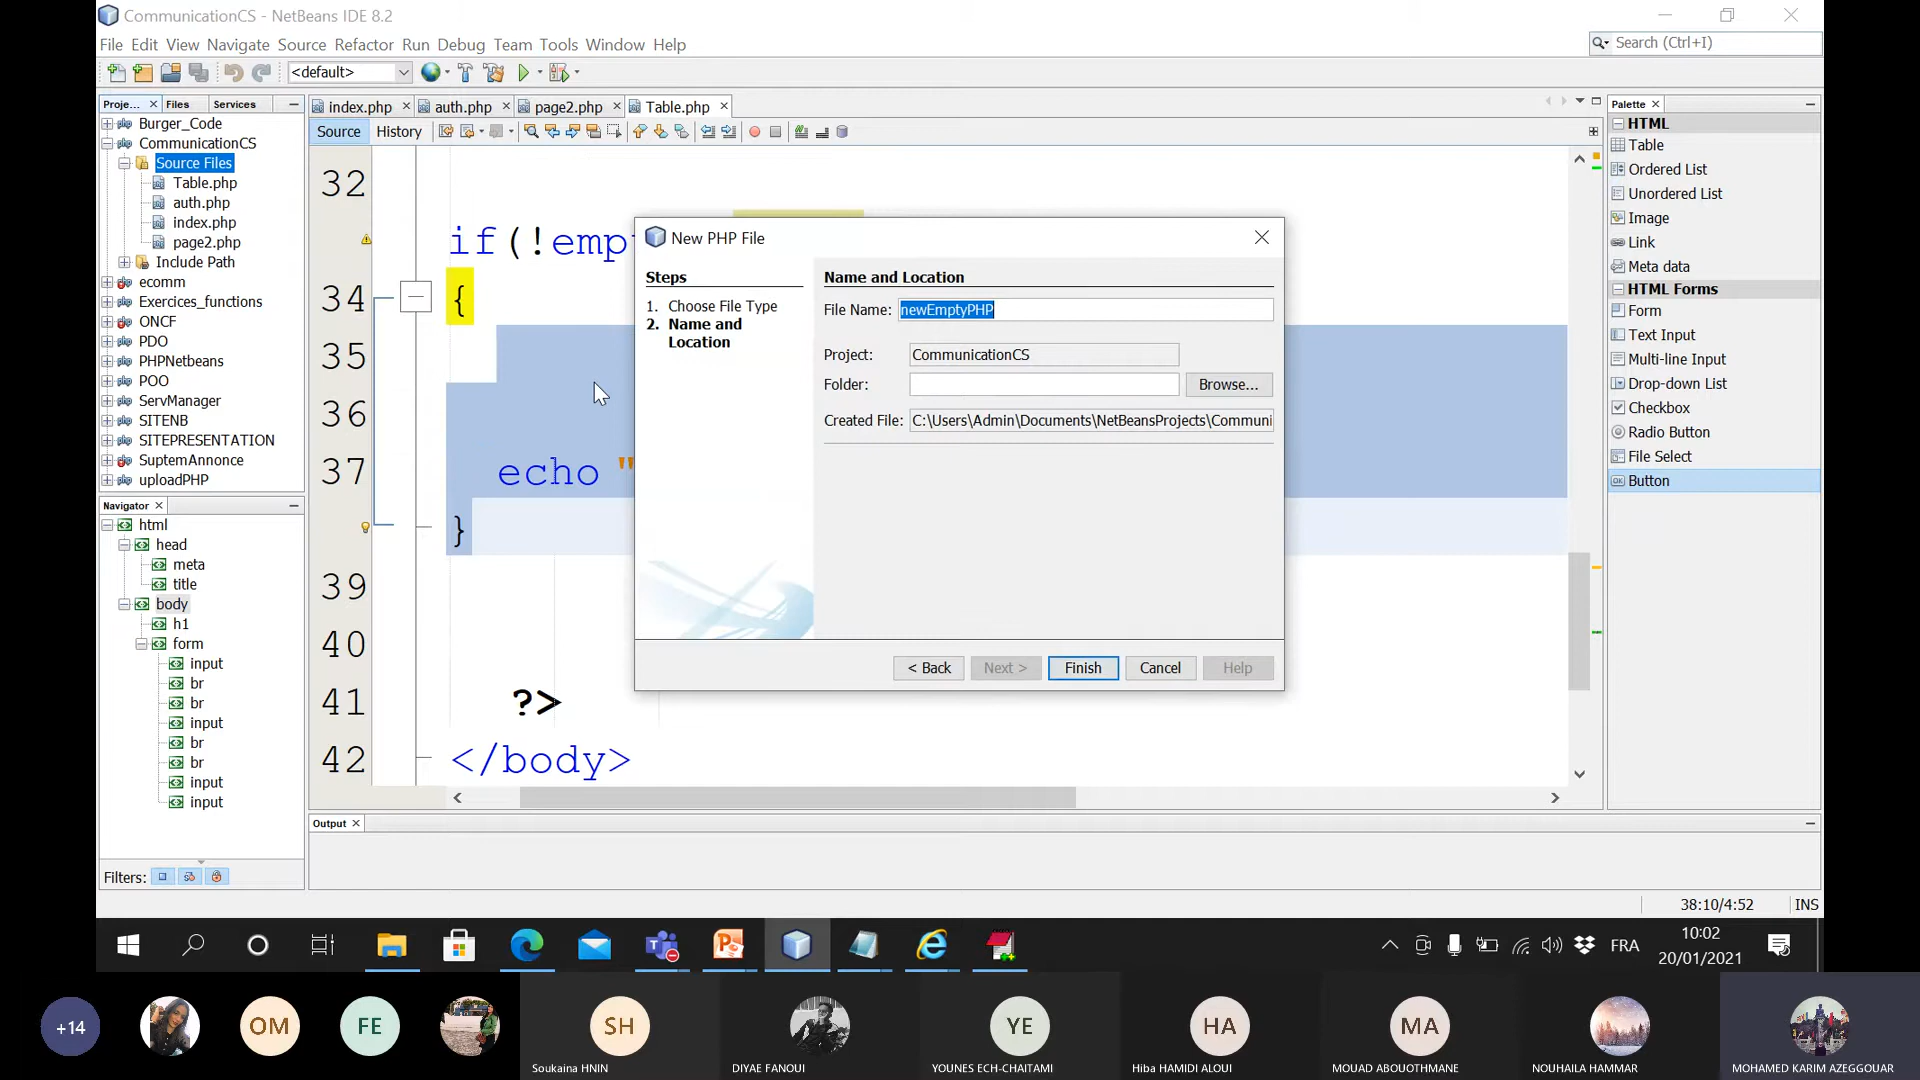 CommunicationCS - NetBeans IDE 8.2
File Edit View Navigate Source Refactor Run Debug Team Tools Window Help
Search (Ctrl+I)
<default>
Proje... Files Services
index.php auth.php page2.php Table.php
Palette
Source History
Burger_Code
CommunicationCS
Source Files
Table.php
auth.php
index.php
page2.php
Include Path
ecomm
Exercices_functions
ONCF
PDO
PHPNetbeans
POO
ServManager
SITENB
SITEPRESENTATION
SuptemAnnonce
uploadPHP
Navigator
html
head
meta
title
body
h1
form
input
br
br
input
br
br
input
input
Filters:
32
if(!emp
34 {
35
36
37 echo "
}
39
40
41 ?>
42 </body>
New PHP File
Steps
1. Choose File Type
2. Name and
Location
Name and Location
File Name: newEmptyPHP
Project: CommunicationCS
Folder: Browse...
Created File: C:\Users\Admin\Documents\NetBeansProjects\Communi
< Back Next > Finish Cancel Help
HTML
Table
Ordered List
Unordered List
Image
Link
Meta data
HTML Forms
Form
Text Input
Multi-line Input
Drop-down List
Checkbox
Radio Button
File Select
Button
Output
38:10/4:52 INS
FRA
10:02
20/01/2021
+14
OM
FE
SH
YE
HA
MA
Soukaina HNIN
DIYAE FANOUI
YOUNES ECH-CHAITAMI
Hiba HAMIDI ALOUI
MOUAD ABOUOTHMANE
NOUHAILA HAMMAR
MOHAMED KARIM AZEGGOUAR